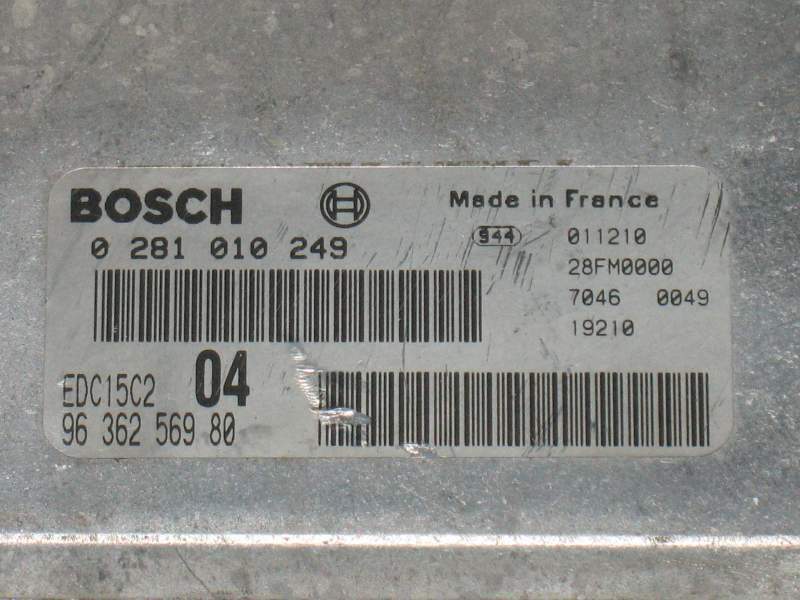 BOSCH
Made in France
0 281 010 249
944
011210
28FM0000
7046 0049
19210
EDC15C2 04
96 362 569 80